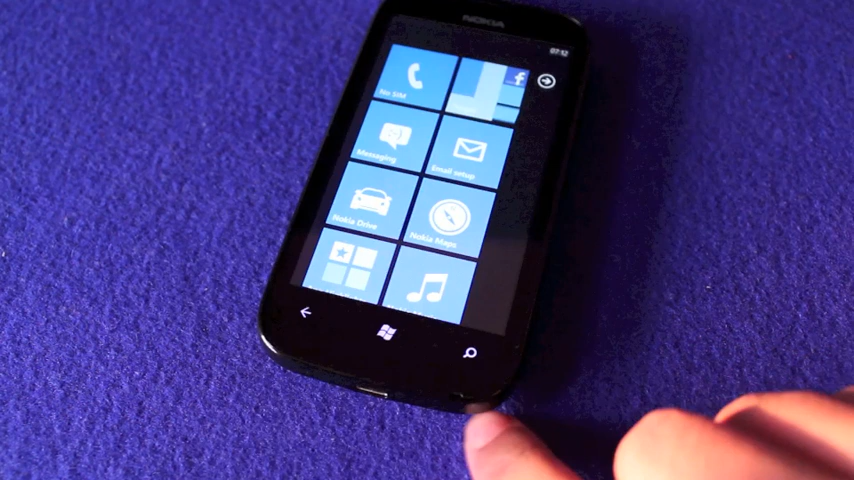 NOKIA
07:12
No SIM
f
Messaging
Email setup
Nokia Drive
Nokia Maps